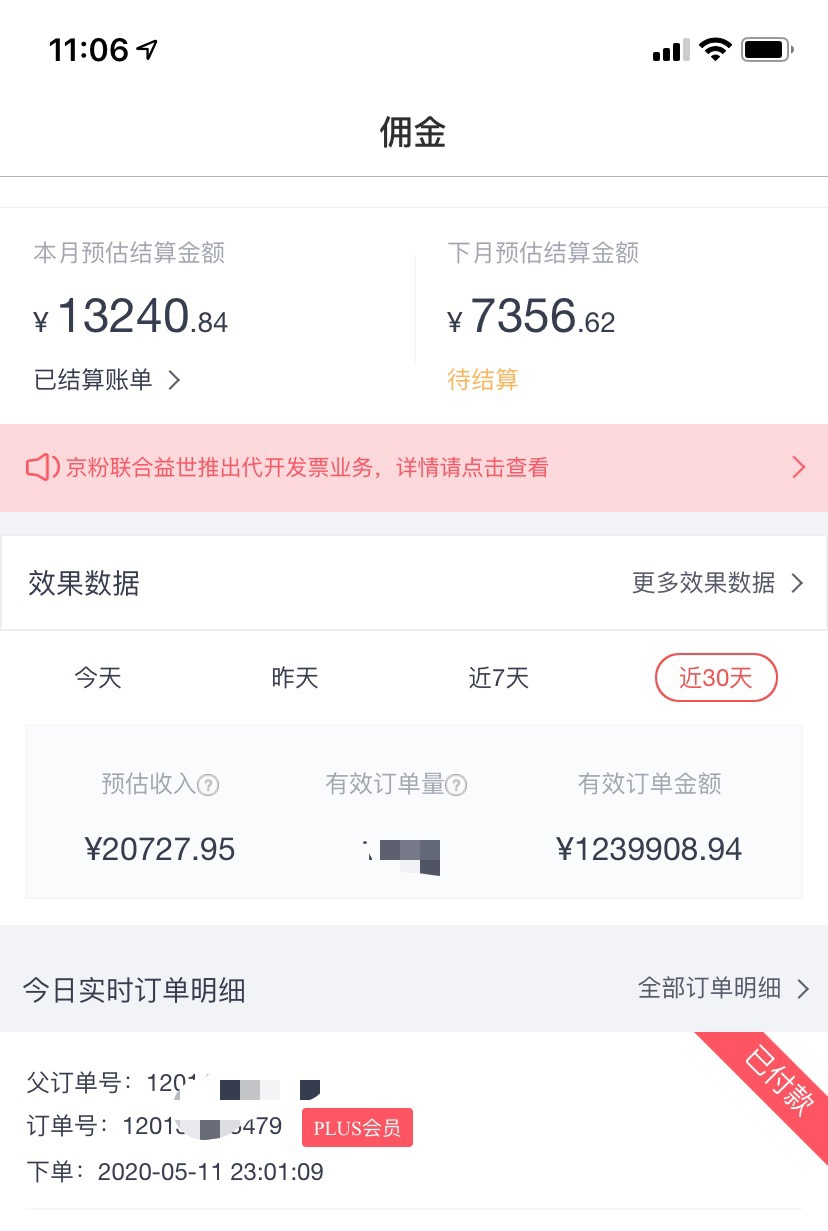 11:06
佣金
本月预估结算金额 下月预估结算金额
¥13240.84 ¥7356.62
已结算账单 待结算
京粉联合益世推出代开发票业务，详情请点击查看
效果数据 更多效果数据
今天 昨天 近7天 近30天
预估收入? 有效订单量? 有效订单金额
¥20727.95 ¥1239908.94
今日实时订单明细 全部订单明细
已付款
父订单号：
订单号： PLUS会员
下单：2020-05-11 23:01:09